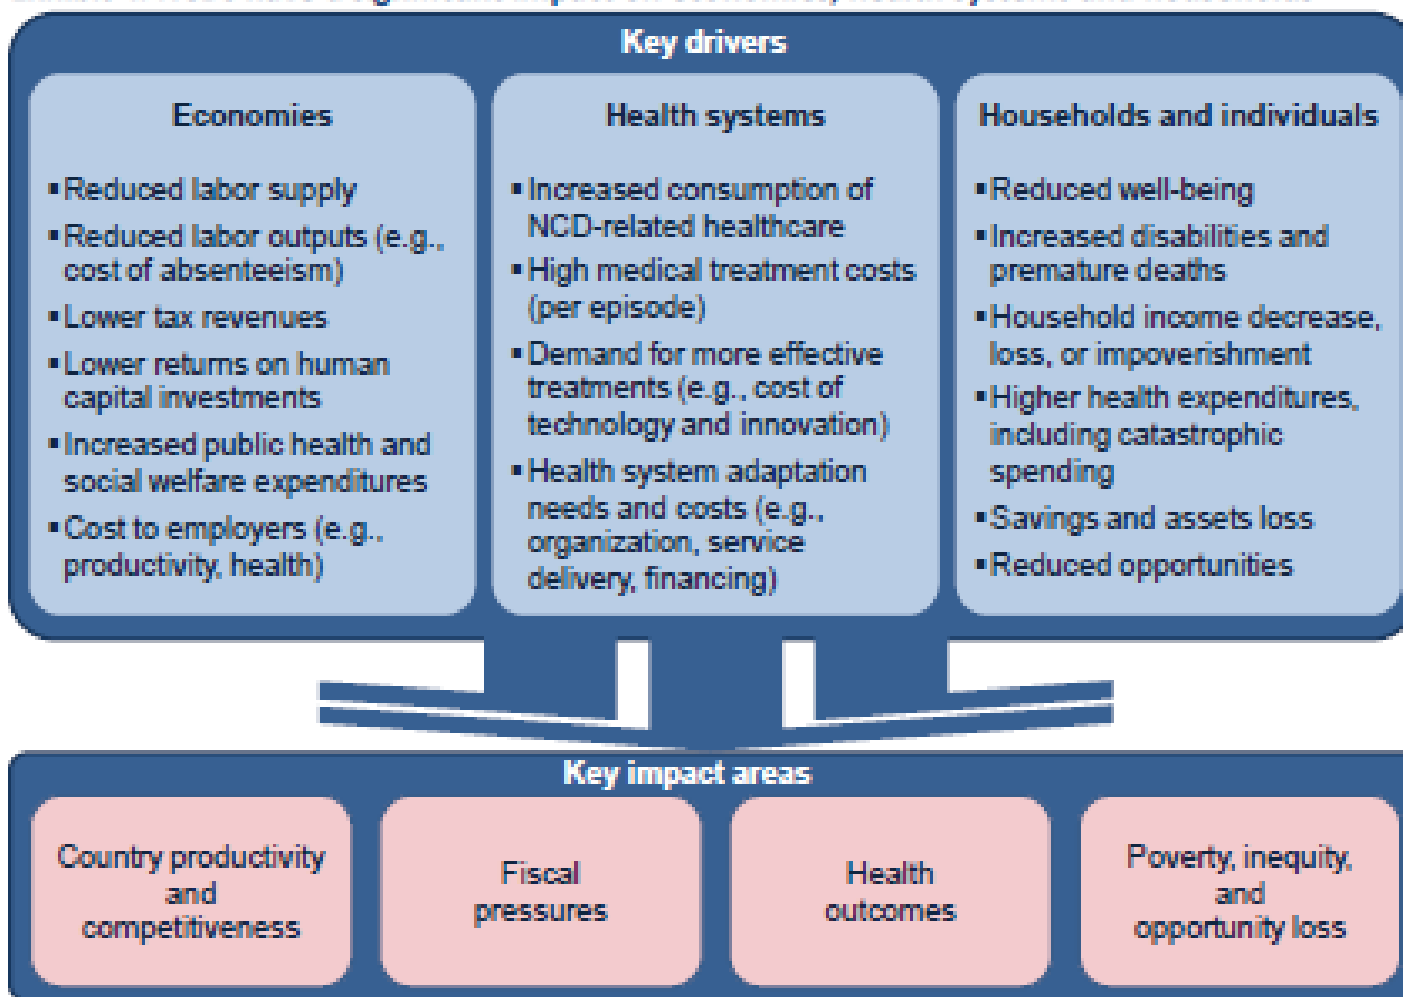 Key drivers
Economies
▪Reduced labor supply
▪Reduced labor outputs (e.g.,
cost of absenteeism)
▪Lower tax revenues
▪Lower returns on human
capital investments
▪Increased public health and
social welfare expenditures
▪Cost to employers (e.g.,
productivity, health)
Health systems
▪Increased consumption of
NCD-related healthcare
▪High medical treatment costs
(per episode)
▪Demand for more effective
treatments (e.g., cost of
technology and innovation)
▪Health system adaptation
needs and costs (e.g.,
organization, service
delivery, financing)
Households and individuals
▪Reduced well-being
▪Increased disabilities and
premature deaths
▪Household income decrease,
loss, or impoverishment
▪Higher health expenditures,
including catastrophic
spending
▪Savings and assets loss
▪Reduced opportunities
Key impact areas
Country productivity
and
competitiveness
Fiscal
pressures
Health
outcomes
Poverty, inequity,
and
opportunity loss